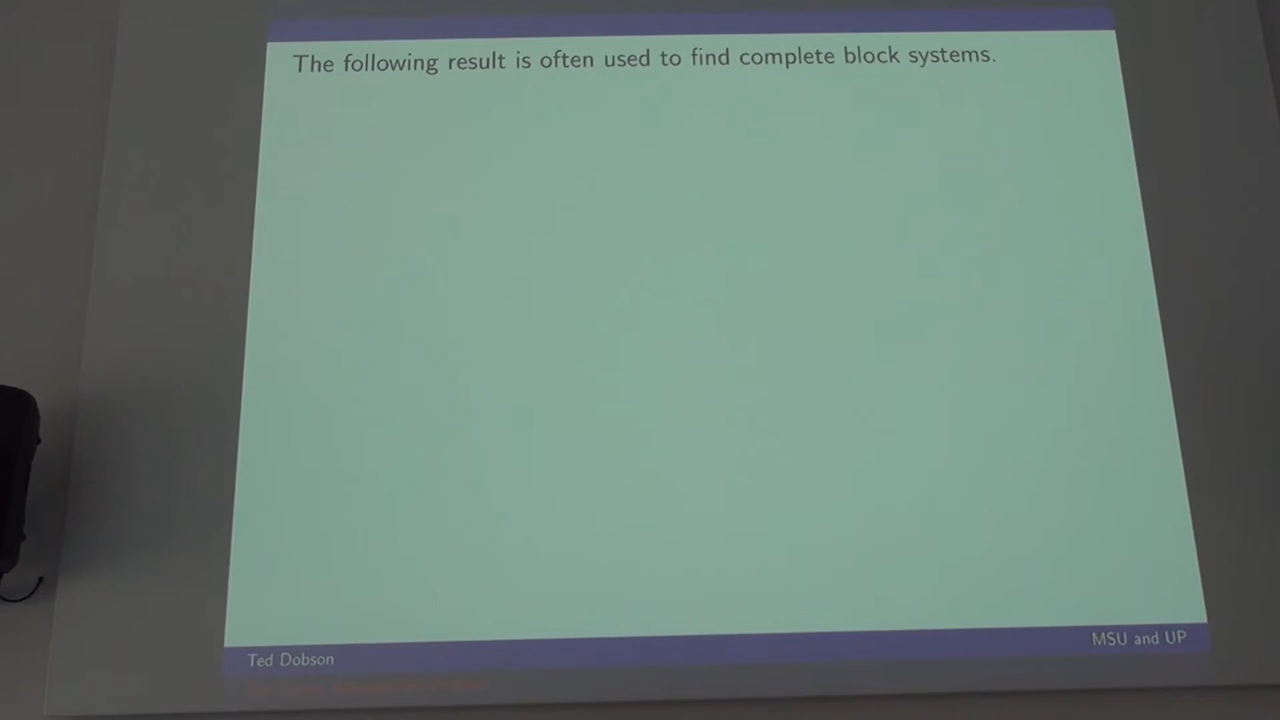 The following result is often used to find complete block systems.
Ted Dobson
MSU and UP